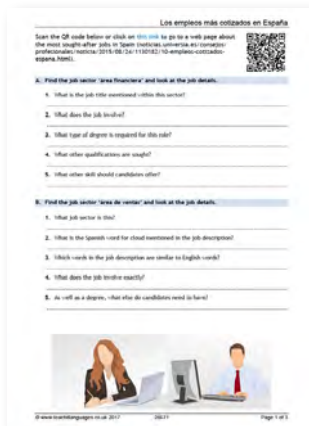 Los empleos más cotizados en España
Scan the QR code below or click on this link to go to a web page about
the most sought-after jobs in Spain (noticias.universia.es/consejos-
profesionales/noticia/2015/08/24/1130182/10-empleos-cotizados-
espana.html).
A. Find the job sector 'área financiera' and look at the job details.
1. What is the job title mentioned within this sector?
2. What does the job involve?
3. What type of degree is required for this role?
4. What other qualifications are sought?
5. What other skill should candidates offer?
B. Find the job sector 'área de ventas' and look at the job details.
1. What job sector is this?
2. What is the Spanish word for cloud mentioned in the job description?
3. Which words in the job description are similar to English words?
4. What does the job involve exactly?
5. As well as a degree, what else do candidates need to have?
© www.teachitlanguages.co.uk 2017
Page 1 of 5